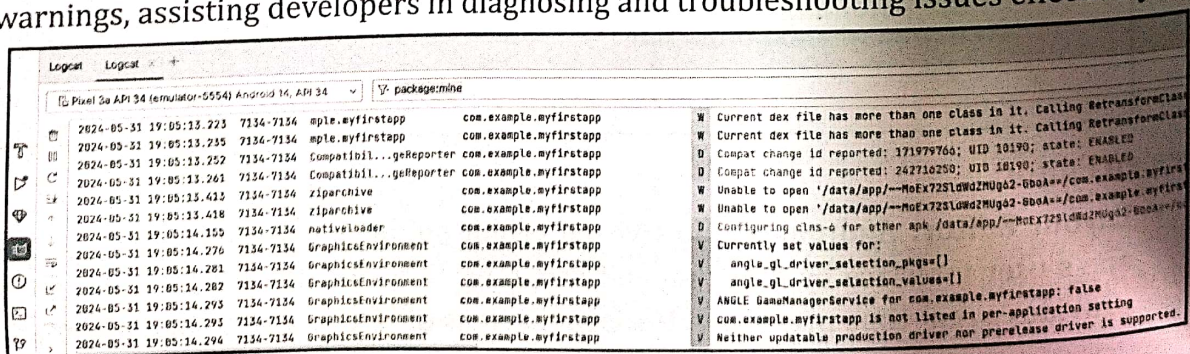 warnings, assisting developers in diagnosing and troubleshooting issues
Logcat Logcat × +
Pixel 3a API 34 (emulator-5554) Android 14, API 34 package:mine
2024-05-31 19:05:13.223 7134-7134 mple.myfirstapp com.example.myfirstapp W Current dex file has more than one class in it. Calling RetransformClass
2024-05-31 19:05:13.235 7134-7134 mple.myfirstapp com.example.myfirstapp W Current dex file has more than one class in it. Calling RetransformClass
2024-05-31 19:05:13.252 7134-7134 Compatibil...geReporter com.example.myfirstapp D Compat change id reported: 171979766; UID 10190; state: ENABLED
2024-05-31 19:05:13.261 7134-7134 Compatibil...geReporter com.example.myfirstapp D Compat change id reported: 242716250; UID 10190; state: ENABLED
2024-05-31 19:05:13.413 7134-7134 ziparchive com.example.myfirstapp W Unable to open '/data/app/
2024-05-31 19:05:13.418 7134-7134 ziparchive com.example.myfirstapp W Unable to open '/data/app/
2024-05-31 19:05:14.155 7134-7134 nativeloader com.example.myfirstapp D Configuring clns-6 for other apk /data/app/
2024-05-31 19:05:14.276 7134-7134 GraphicsEnvironment com.example.myfirstapp V Currently set values for:
2024-05-31 19:05:14.281 7134-7134 GraphicsEnvironment com.example.myfirstapp V angle_gl_driver_selection_pkgs=[]
2024-05-31 19:05:14.282 7134-7134 GraphicsEnvironment com.example.myfirstapp V angle_gl_driver_selection_values=[]
2024-05-31 19:05:14.293 7134-7134 GraphicsEnvironment com.example.myfirstapp V ANGLE GameManagerService for com.example.myfirstapp: false
2024-05-31 19:05:14.293 7134-7134 GraphicsEnvironment com.example.myfirstapp V com.example.myfirstapp is not listed in per-application setting
2024-05-31 19:05:14.294 7134-7134 GraphicsEnvironment com.example.myfirstapp V Neither updatable production driver nor prerelease driver is supported.